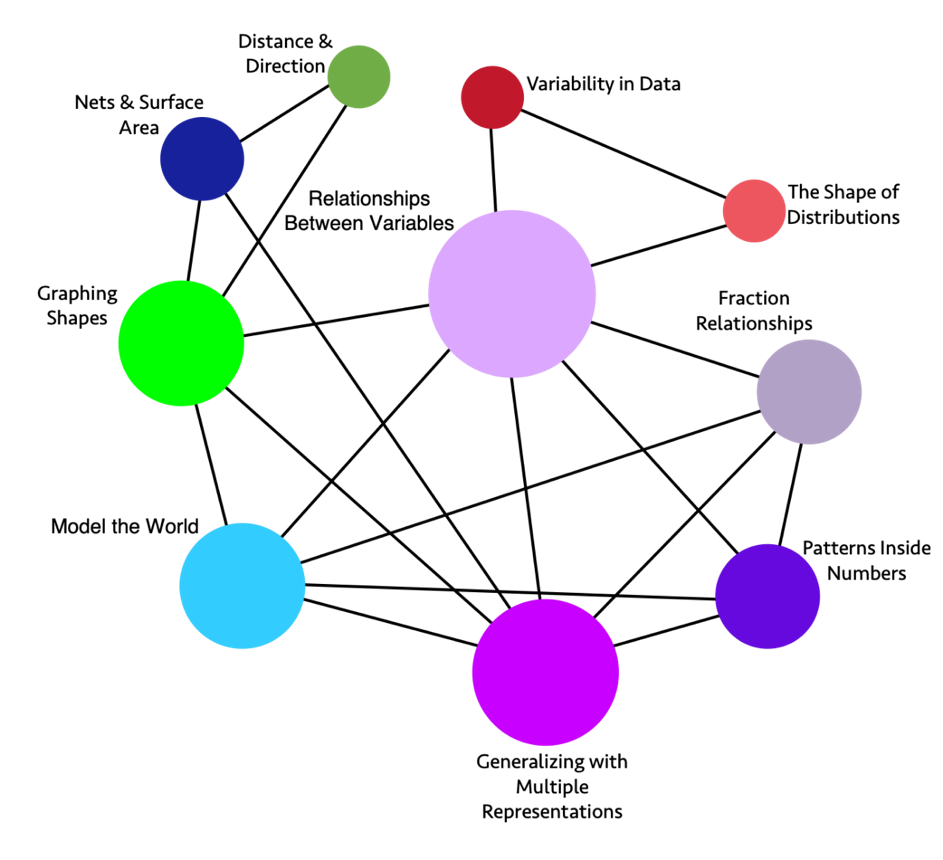 Distance &
Direction
Variability in Data
Nets & Surface
Area
Relationships
Between Variables
The Shape of
Distributions
Graphing
Shapes
Fraction
Relationships
Model the World
Patterns Inside
Numbers
Generalizing with
Multiple
Representations